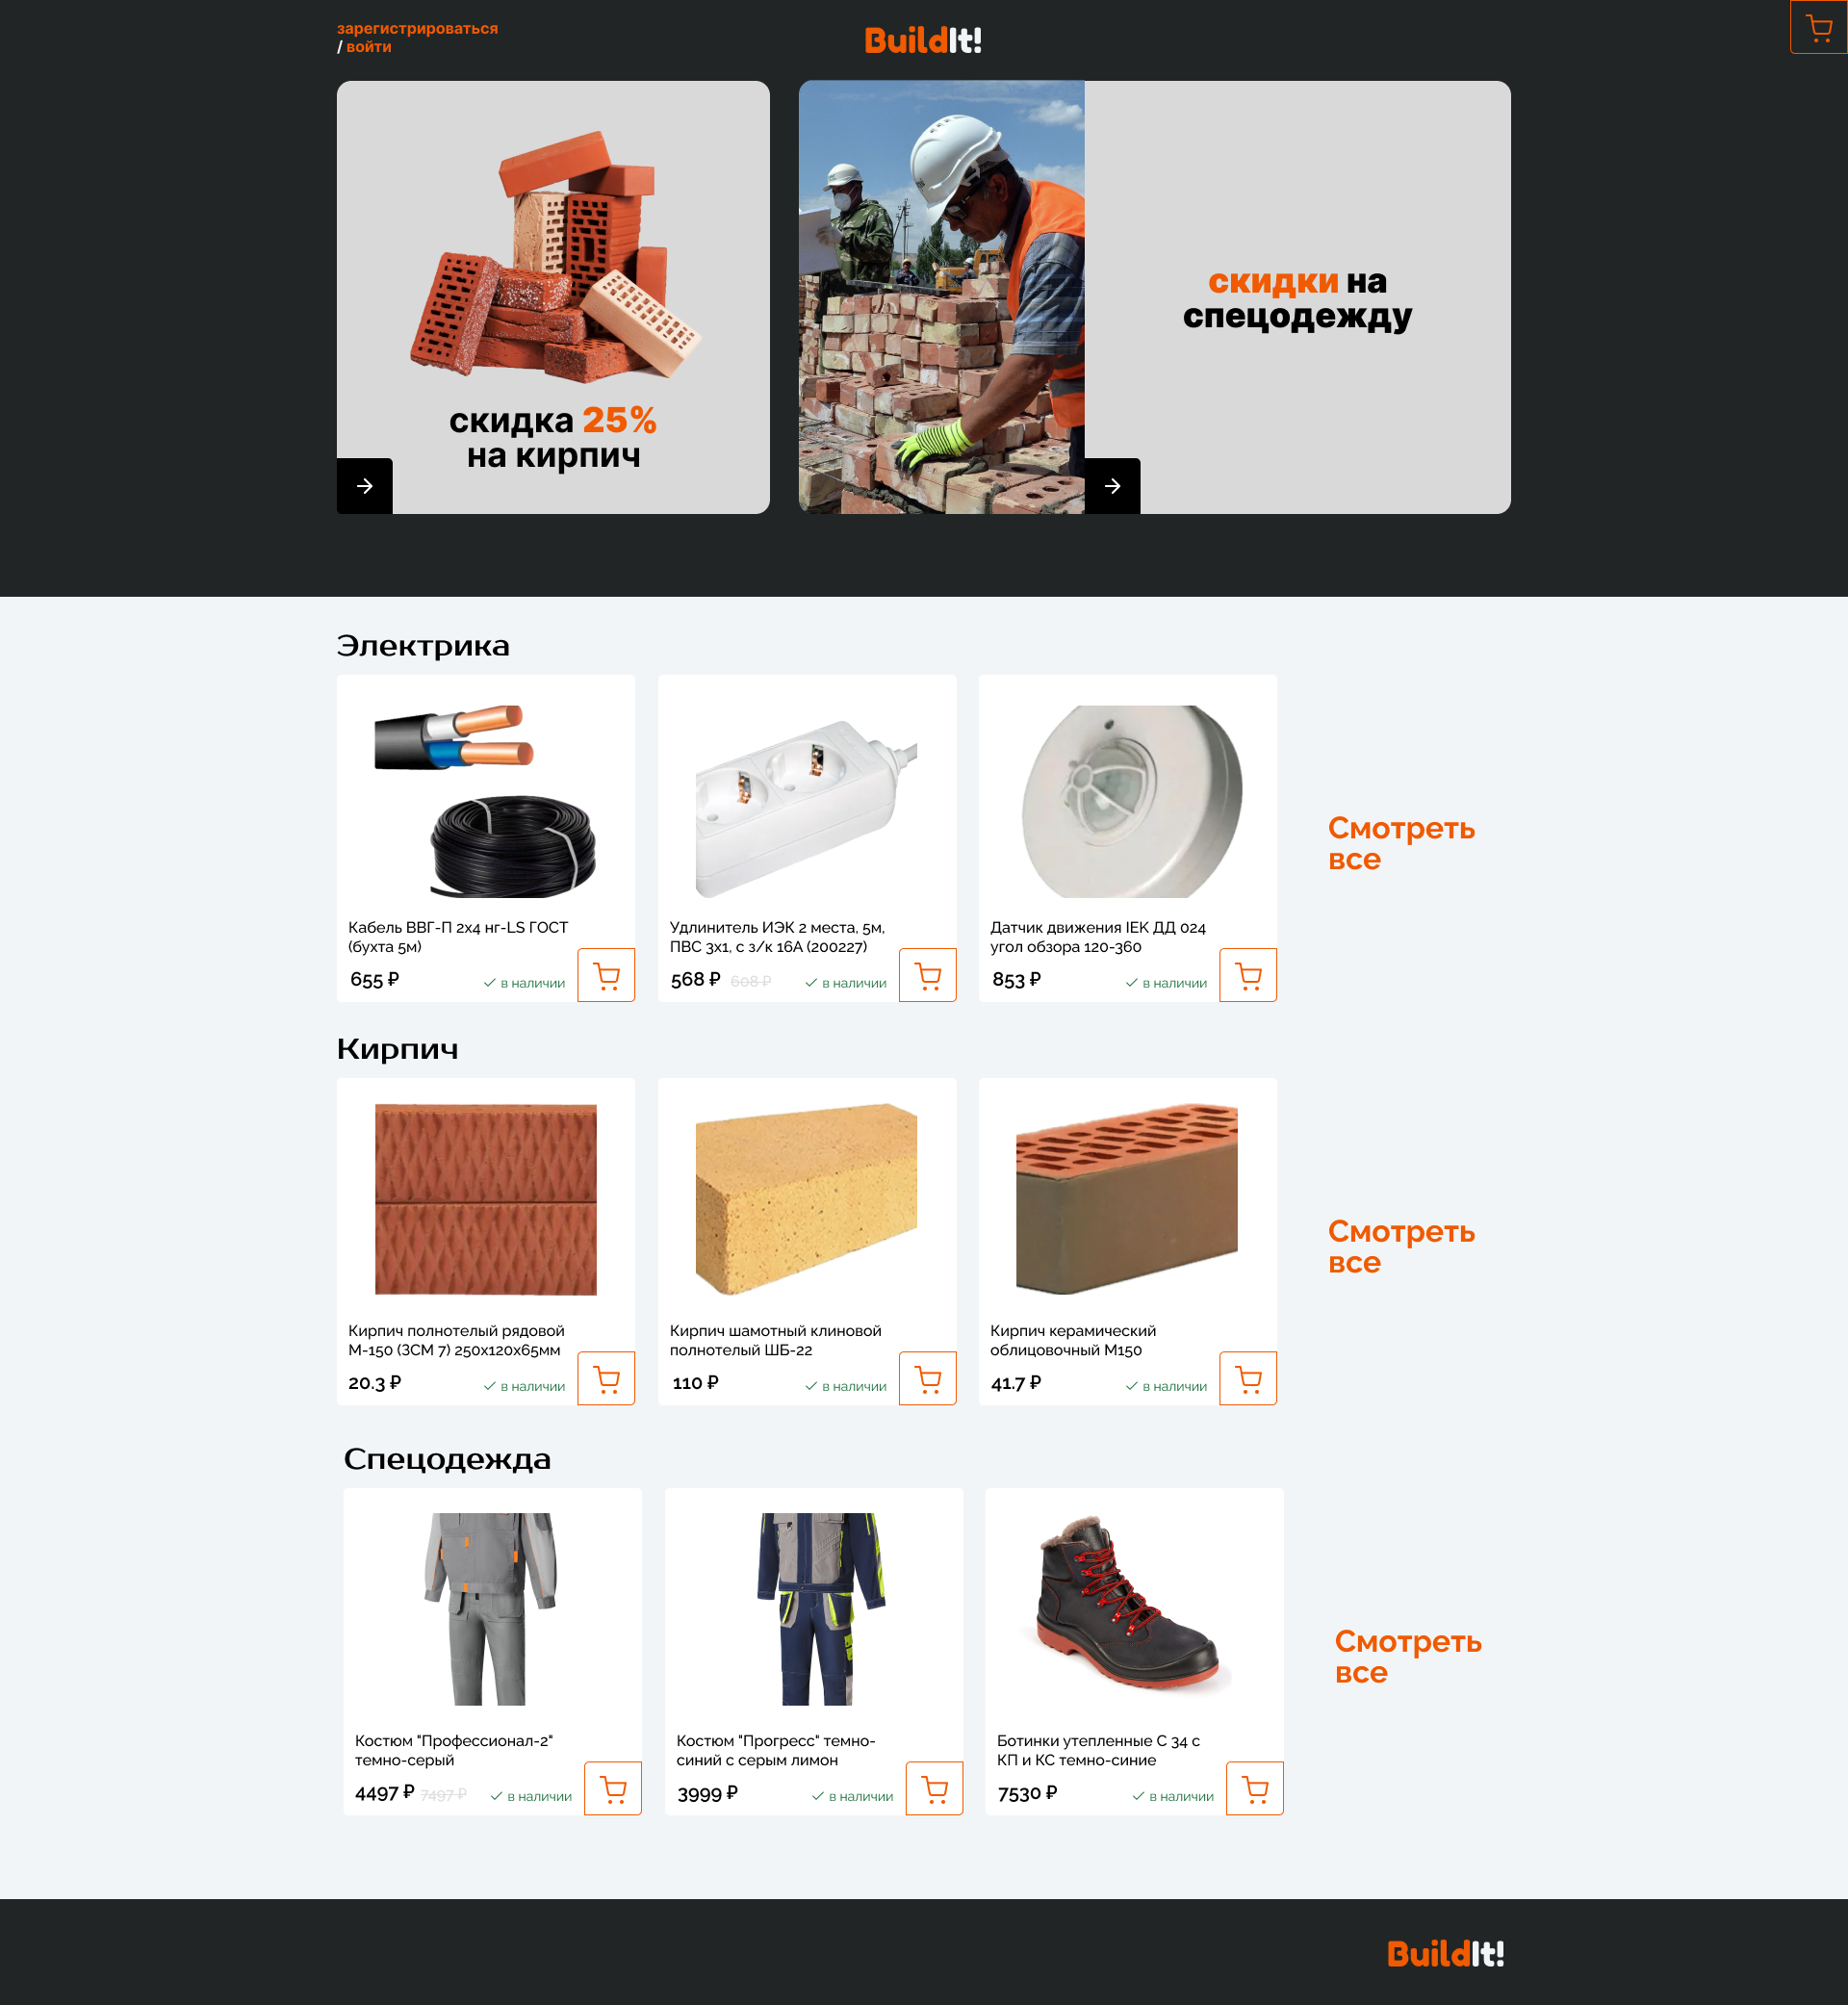 зарегистрироваться
/ войти
BuildIt!
скидка 25%
на кирпич
скидки на
спецодежду
Электрика
Кабель ВВГ-П 2х4 нг-LS ГОСТ
(бухта 5м)
655 ₽
в наличии
Удлинитель ИЭК 2 места, 5м,
ПВС 3х1, с з/к 16А (200227)
568 ₽ 608 ₽
в наличии
Датчик движения IEK ДД 024
угол обзора 120-360
853 ₽
в наличии
Смотреть
все
Кирпич
Кирпич полнотелый рядовой
М-150 (ЗСМ 7) 250х120х65мм
20.3 ₽
в наличии
Кирпич шамотный клиновой
полнотелый ШБ-22
110 ₽
в наличии
Кирпич керамический
облицовочный М150
41.7 ₽
в наличии
Смотреть
все
Спецодежда
Костюм "Профессионал-2"
темно-серый
4497 ₽ 7497 ₽
в наличии
Костюм "Прогресс" темно-
синий с серым лимон
3999 ₽
в наличии
Ботинки утепленные С 34 с
КП и КС темно-синие
7530 ₽
в наличии
Смотреть
все
BuildIt!